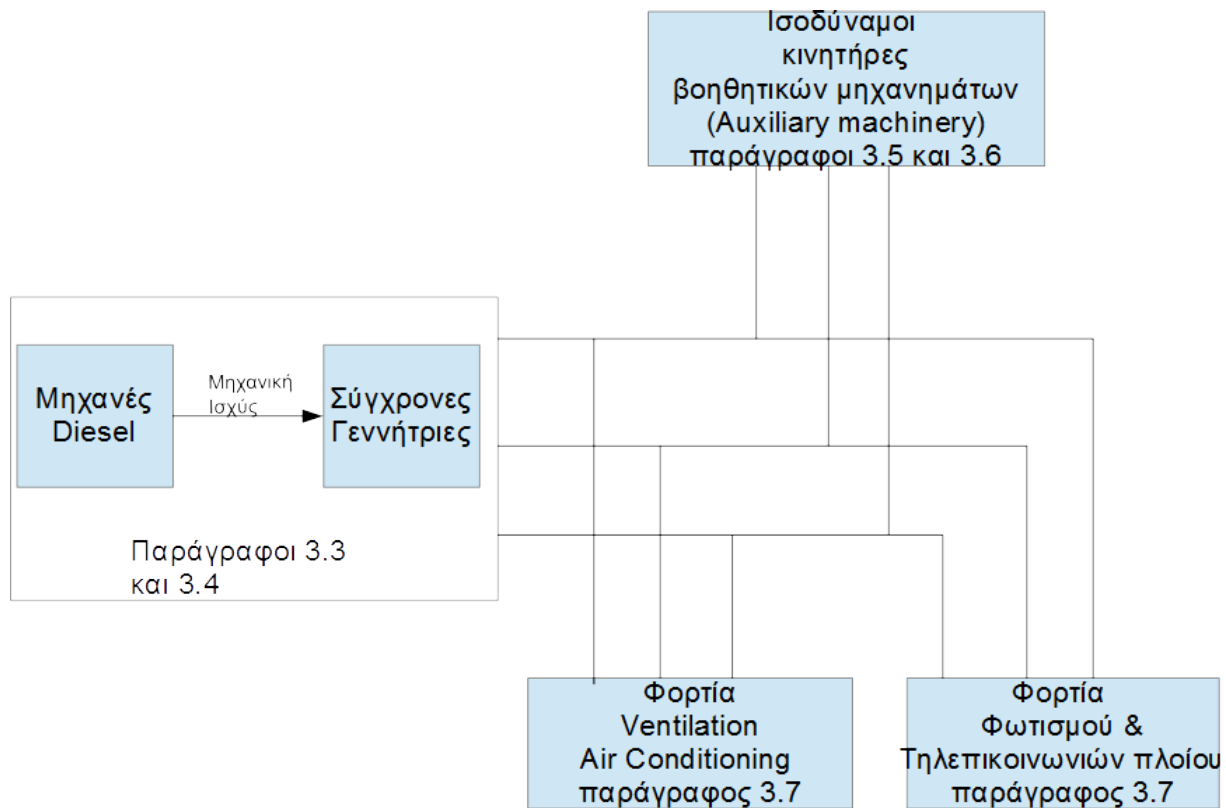 Ισοδύναμοι
κινητήρες
βοηθητικών μηχανημάτων
(Auxiliary machinery)
παράγραφοι 3.5 και 3.6
Μηχανές
Diesel
Μηχανική
Ισχύς
Σύγχρονες
Γεννήτριες
Παράγραφοι 3.3
και 3.4
Φορτία
Ventilation
Air Conditioning
παράγραφος 3.7
Φορτία
Φωτισμού &
Τηλεπικοινωνιών πλοίου
παράγραφος 3.7